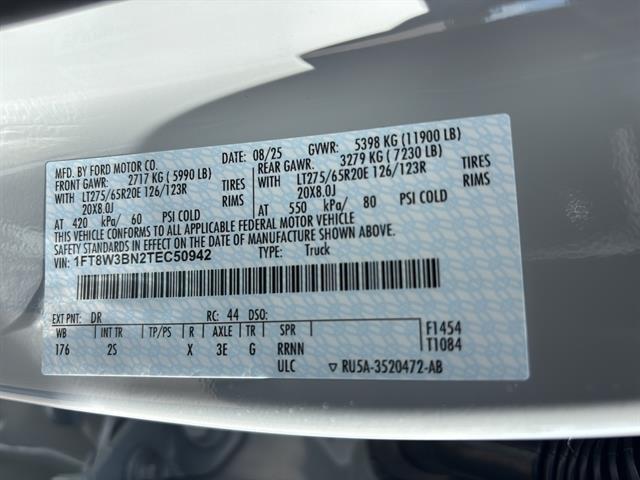 MFD. BY FORD MOTOR CO.
DATE: 08/25 GVWR: 5398 KG (11900 LB)
FRONT GAWR: 2717 KG ( 5990 LB) REAR GAWR: 3279 KG ( 7230 LB)
WITH LT275/65R20E 126/123R TIRES WITH LT275/65R20E 126/123R TIRES
20X8.0J RIMS 20X8.0J RIMS
AT 420 kPa/ 60 PSI COLD AT 550 kPa/ 80 PSI COLD
THIS VEHICLE CONFORMS TO ALL APPLICABLE FEDERAL MOTOR VEHICLE
SAFETY STANDARDS IN EFFECT ON THE DATE OF MANUFACTURE SHOWN ABOVE.
VIN: 1FT8W3BN2TEC50942 TYPE: Truck
EXT PNT: DR RC: 44 DSO:
WB INT TR TP/PS R AXLE TR SPR F1454
176 2S X 3E G RRNN T1084
ULC ▽ RU5A-3520472-AB